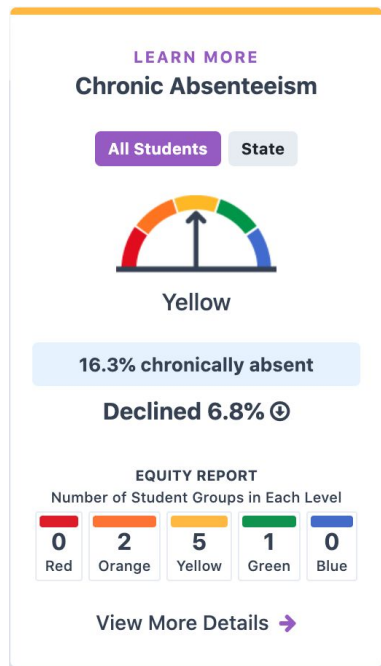 LEARN MORE
Chronic Absenteeism
All Students State
Yellow
16.3% chronically absent
Declined 6.8%
EQUITY REPORT
Number of Student Groups in Each Level
0 2 5 1 0
Red Orange Yellow Green Blue
View More Details